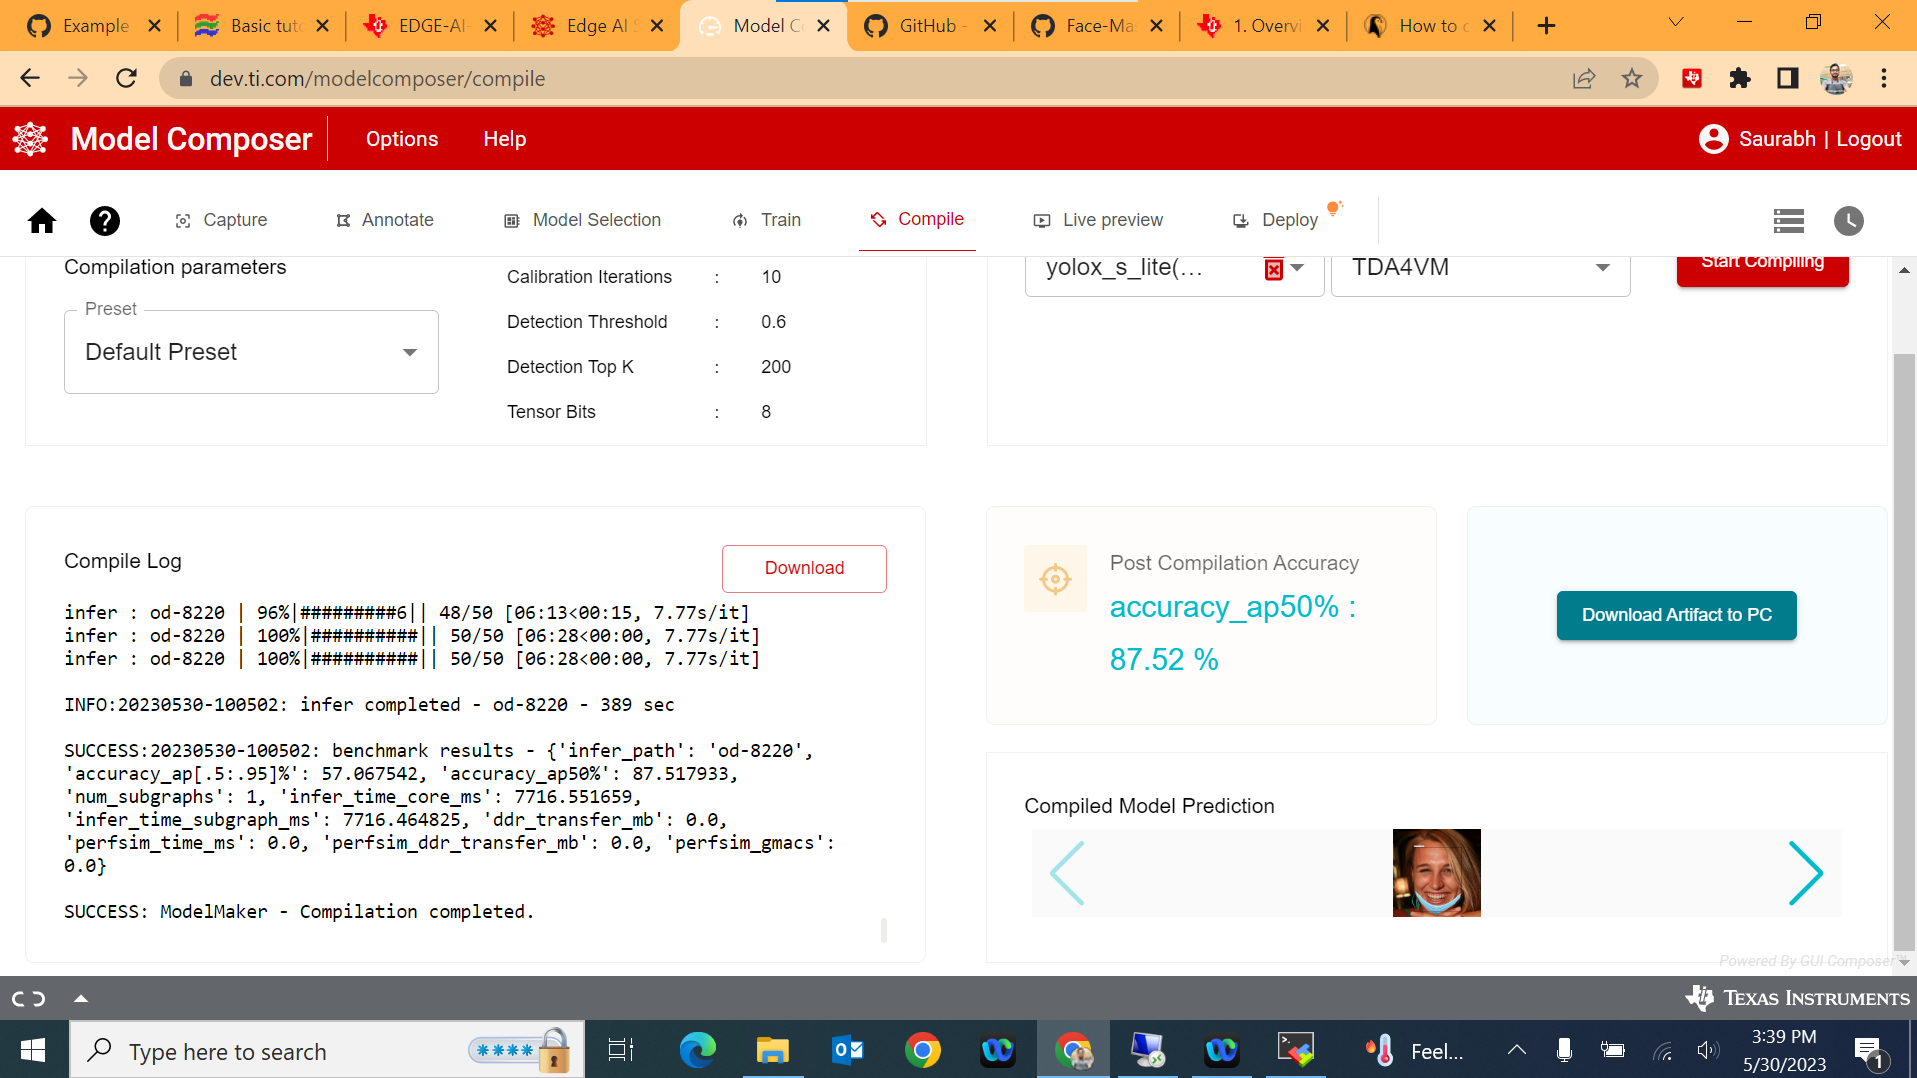 Example
Basic tuto
EDGE-AI-
Edge AI S
Model Co
GitHub -
Face-Mas
1. Overvi
How to c
dev.ti.com/modelcomposer/compile
Model Composer
Options
Help
Saurabh | Logout
Capture
Annotate
Model Selection
Train
Compile
Live preview
Deploy
Compilation parameters
Preset
Default Preset
Calibration Iterations : 10
Detection Threshold : 0.6
Detection Top K : 200
Tensor Bits : 8
yolox_s_lite(...
TDA4VM
Start Compiling
Compile Log
Download
infer : od-8220 | 96%|#########6|| 48/50 [06:13<00:15, 7.77s/it]
infer : od-8220 | 100%|##########|| 50/50 [06:28<00:00, 7.77s/it]
infer : od-8220 | 100%|##########|| 50/50 [06:28<00:00, 7.77s/it]
INFO:20230530-100502: infer completed - od-8220 - 389 sec
SUCCESS:20230530-100502: benchmark results - {'infer_path': 'od-8220',
'accuracy_ap[.5:.95]%': 57.067542, 'accuracy_ap50%': 87.517933,
'num_subgraphs': 1, 'infer_time_core_ms': 7716.551659,
'infer_time_subgraph_ms': 7716.464825, 'ddr_transfer_mb': 0.0,
'perfsim_time_ms': 0.0, 'perfsim_ddr_transfer_mb': 0.0, 'perfsim_gmacs':
0.0}
SUCCESS: ModelMaker - Compilation completed.
Post Compilation Accuracy
accuracy_ap50% :
87.52 %
Download Artifact to PC
Compiled Model Prediction
Powered By GUI Composer™
TEXAS INSTRUMENTS
Type here to search
Feel...
3:39 PM
5/30/2023
1